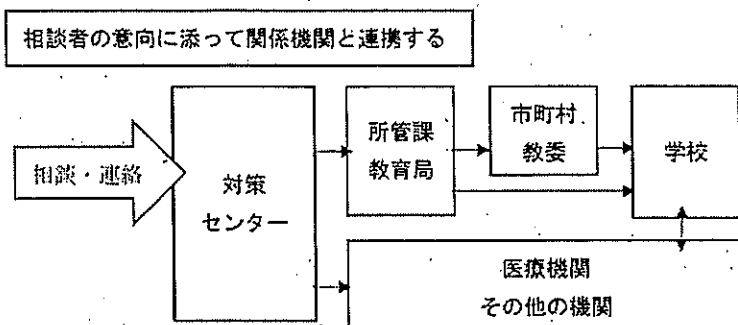 相談者の意向に添って関係機関と連携する
相談・連絡
対策
センター
所管課
教育局
市町村
教委
学校
医療機関
その他の機関